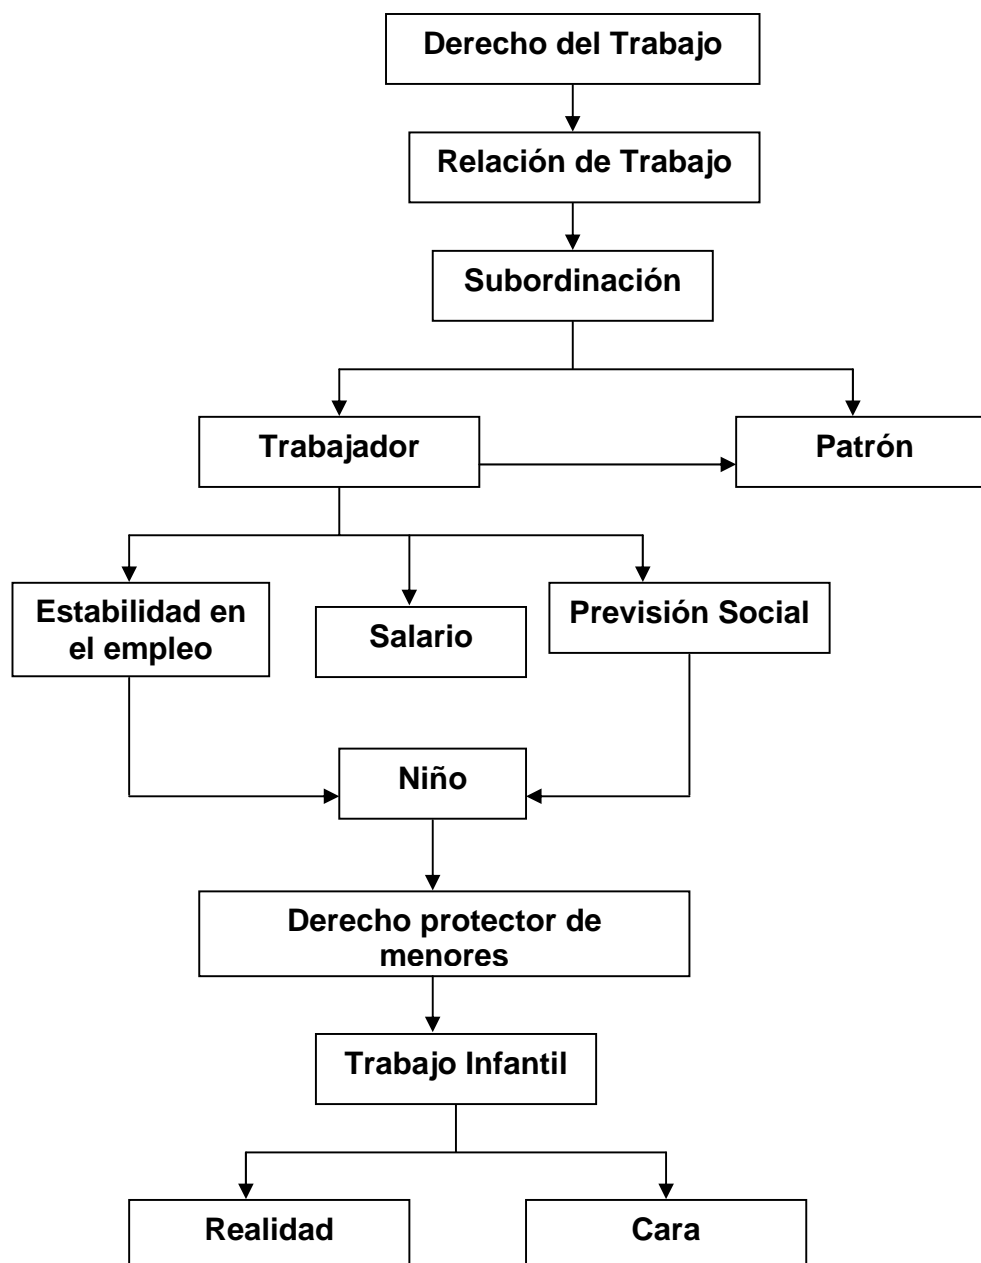 Derecho del Trabajo
Relación de Trabajo
Subordinación
Trabajador
Patrón
Estabilidad en
el empleo
Salario
Previsión Social
Niño
Derecho protector de
menores
Trabajo Infantil
Realidad
Cara